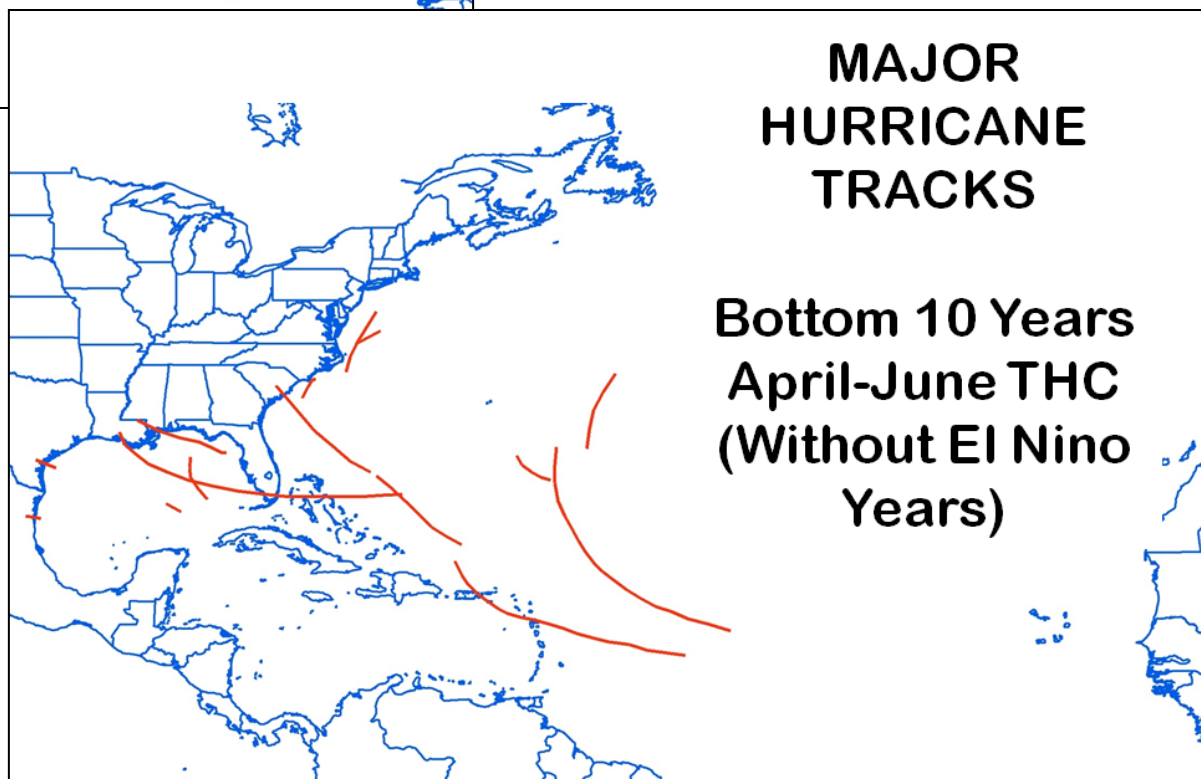 MAJOR
HURRICANE
TRACKS
Bottom 10 Years
April-June THC
(Without El Nino
Years)